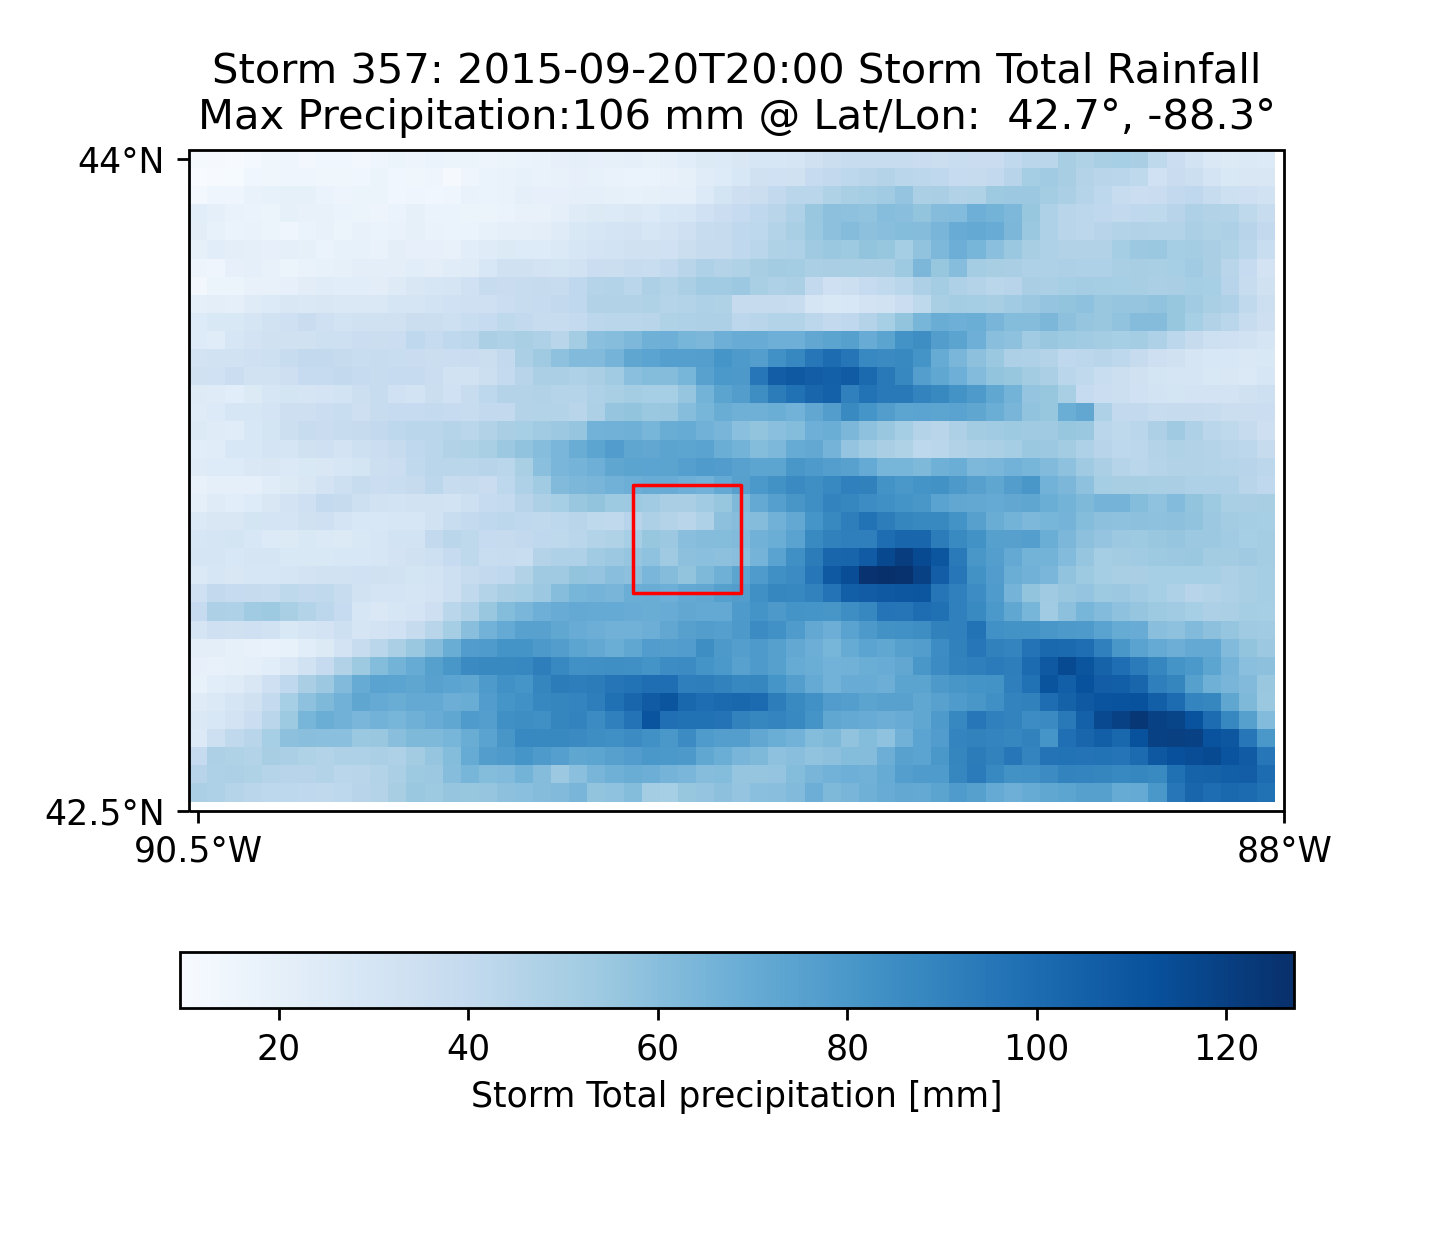 Storm 357: 2015-09-20T20:00 Storm Total Rainfall
Max Precipitation:106 mm @ Lat/Lon:  42.7°, -88.3°
44°N
42.5°N
90.5°W 88°W
20 40 60 80 100 120
Storm Total precipitation [mm]